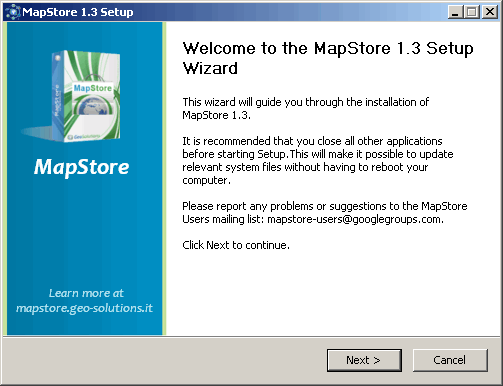 MapStore 1.3 Setup
MapStore
MapStore
GeoSolutions
MapStore
Learn more at
mapstore.geo-solutions.it
Welcome to the MapStore 1.3 Setup
Wizard
This wizard will guide you through the installation of
MapStore 1.3.
It is recommended that you close all other applications
before starting Setup.This will make it possible to update
relevant system files without having to reboot your
computer.
Please report any problems or suggestions to the MapStore
Users mailing list: mapstore-users@googlegroups.com.
Click Next to continue.
Next >
Cancel